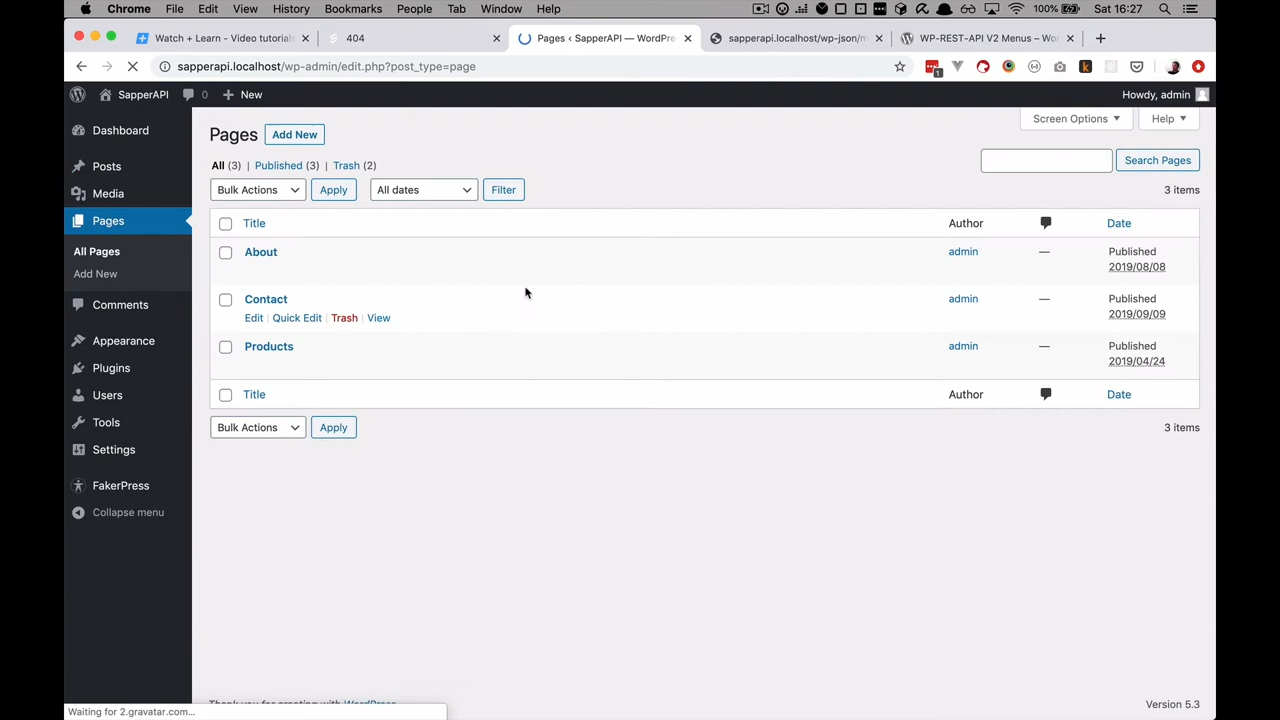 Chrome File Edit View History Bookmarks People Tab Window Help 100% Sat 16:27
Watch + Learn - Video tutorials 404 Pages ‹ SapperAPI — WordPre sapperapi.localhost/wp-json/m WP-REST-API V2 Menus – Wor
sapperapi.localhost/wp-admin/edit.php?post_type=page 1
SapperAPI 0 New Howdy, admin
Screen Options Help
Pages Add New
Dashboard
All (3) | Published (3) | Trash (2)
Search Pages
Posts
Bulk Actions Apply All dates Filter 3 items
Media
Pages
Title Author Date
All Pages
About admin — Published
2019/08/08
Add New
Contact admin — Published
2019/09/09
Edit | Quick Edit | Trash | View
Comments
Appearance
Products admin — Published
2019/04/24
Plugins
Users
Title Author Date
Tools
Bulk Actions Apply 3 items
Settings
FakerPress
Collapse menu
Thank you for creating with WordPress.
Version 5.3
Waiting for 2.gravatar.com...